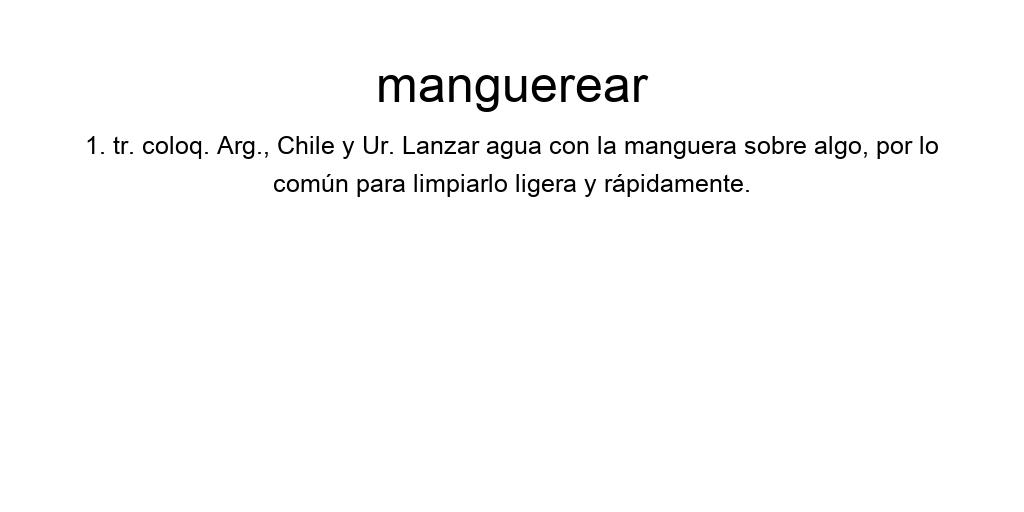 manguerear
1. tr. coloq. Arg., Chile y Ur. Lanzar agua con la manguera sobre algo, por lo
común para limpiarlo ligera y rápidamente.